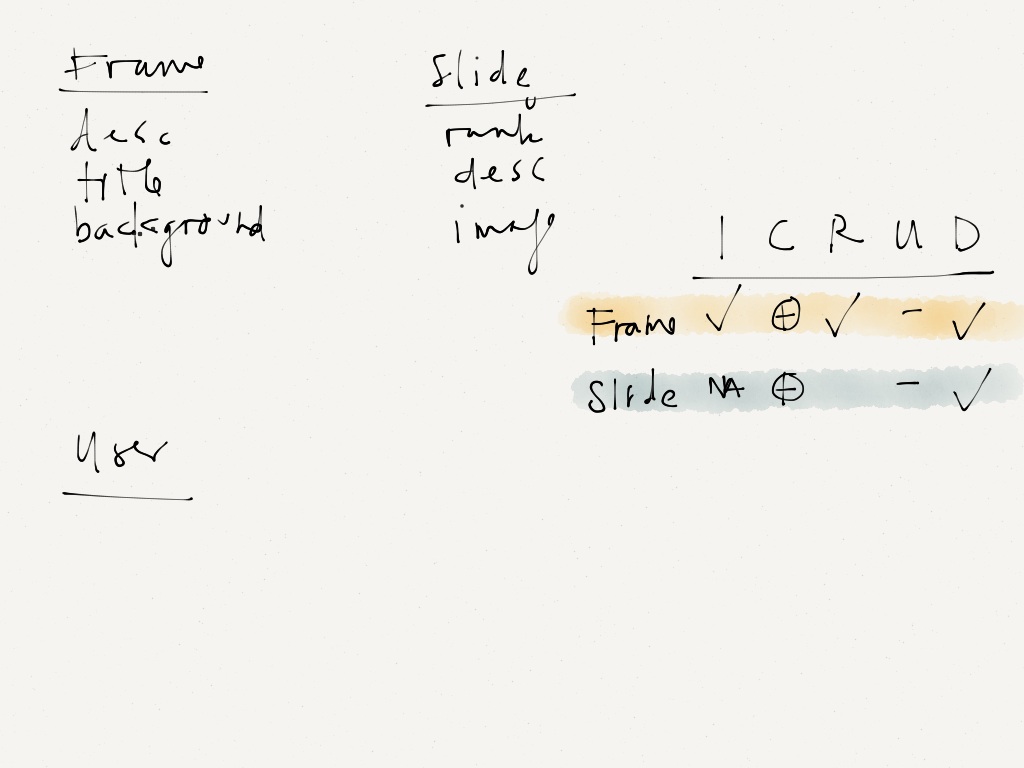 Frame
desc
title
background
Slide
rank
desc
image
I C R U D
Frame ✓ ⊕ ✓ - ✓
Slide NA ⊕ - ✓
User